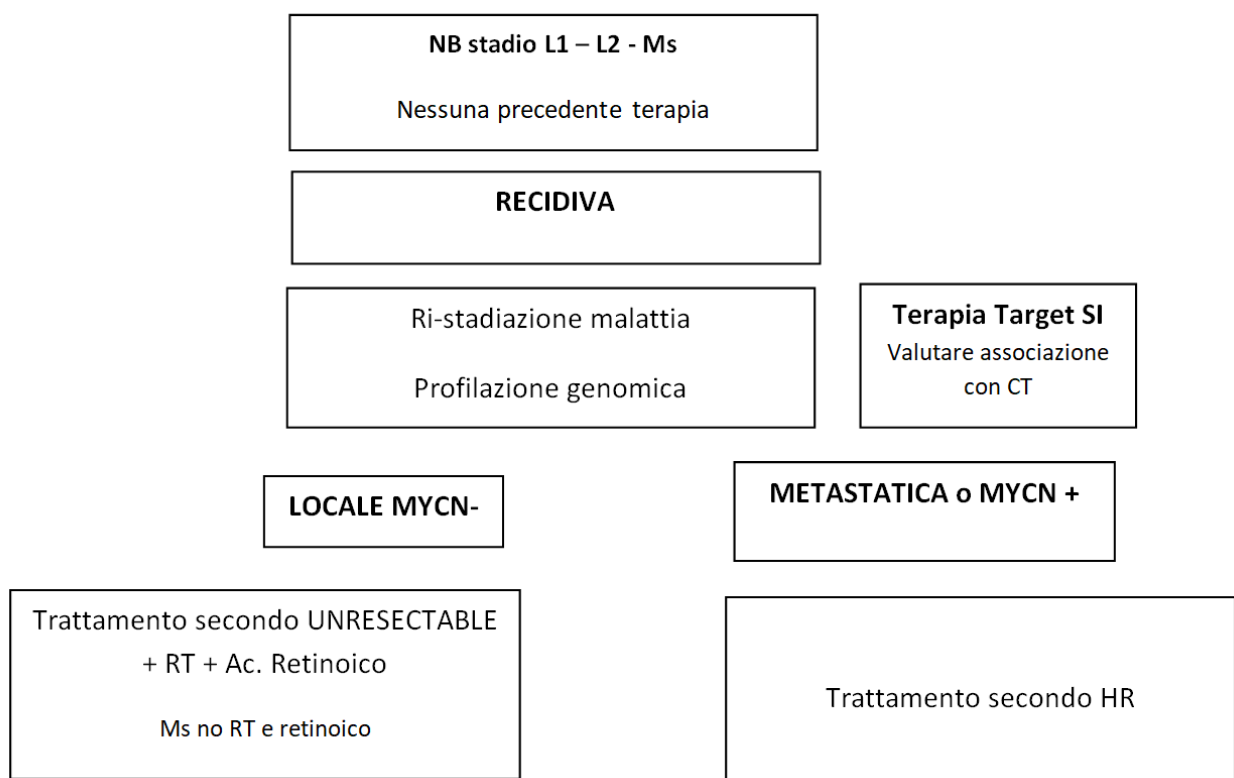 NB stadio L1 – L2 - Ms
Nessuna precedente terapia
RECIDIVA
Ri-stadiazione malattia
Profilazione genomica
Terapia Target SI
Valutare associazione
con CT
LOCALE MYCN-
METASTATICA o MYCN +
Trattamento secondo UNRESECTABLE
+ RT + Ac. Retinoico
Ms no RT e retinoico
Trattamento secondo HR